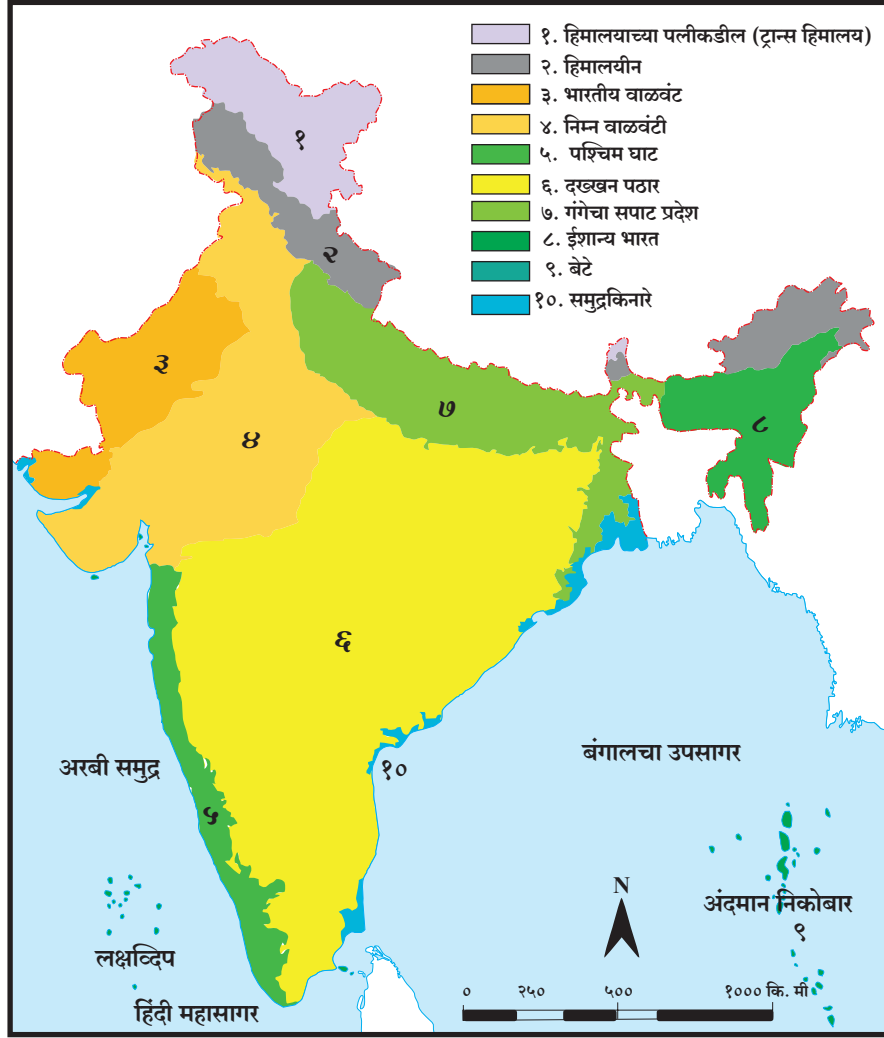 १. हिमालयाच्या पलीकडील (ट्रान्स हिमालय)
२. हिमालयीन
३. भारतीय वाळवंट
४. निम्न वाळवंटी
५. पश्चिम घाट
६. दख्खन पठार
७. गंगेचा सपाट प्रदेश
८. ईशान्य भारत
९. बेटे
१०. समुद्रकिनारे
१
२
३
७
४
८
६
अरबी समुद्र
१०
बंगालचा उपसागर
५
N
अंदमान निकोबार
९
लक्षव्दिप
हिंदी महासागर
० २५० ५०० १००० कि. मी